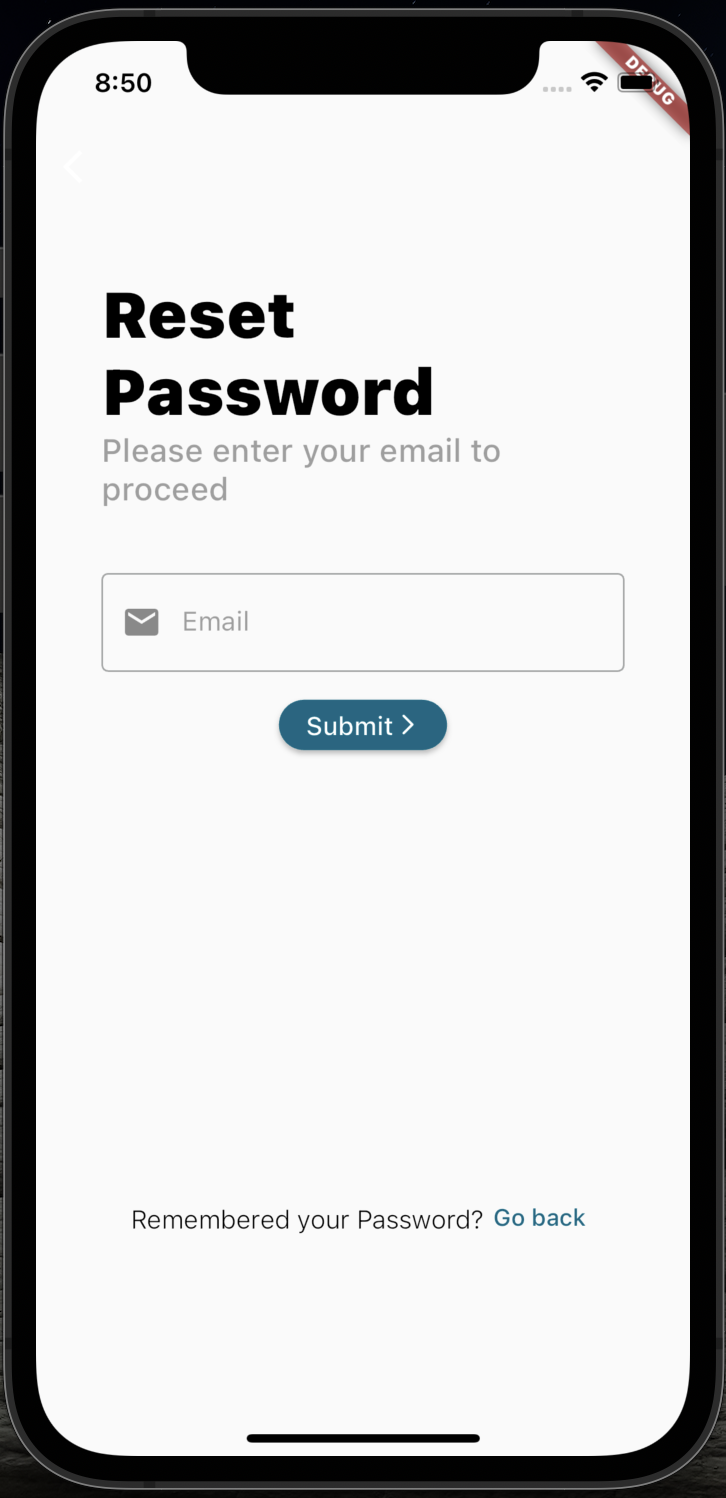 8:50
DEBUG
Reset
Password
Please enter your email to
proceed
Email
Submit
Remembered your Password? Go back